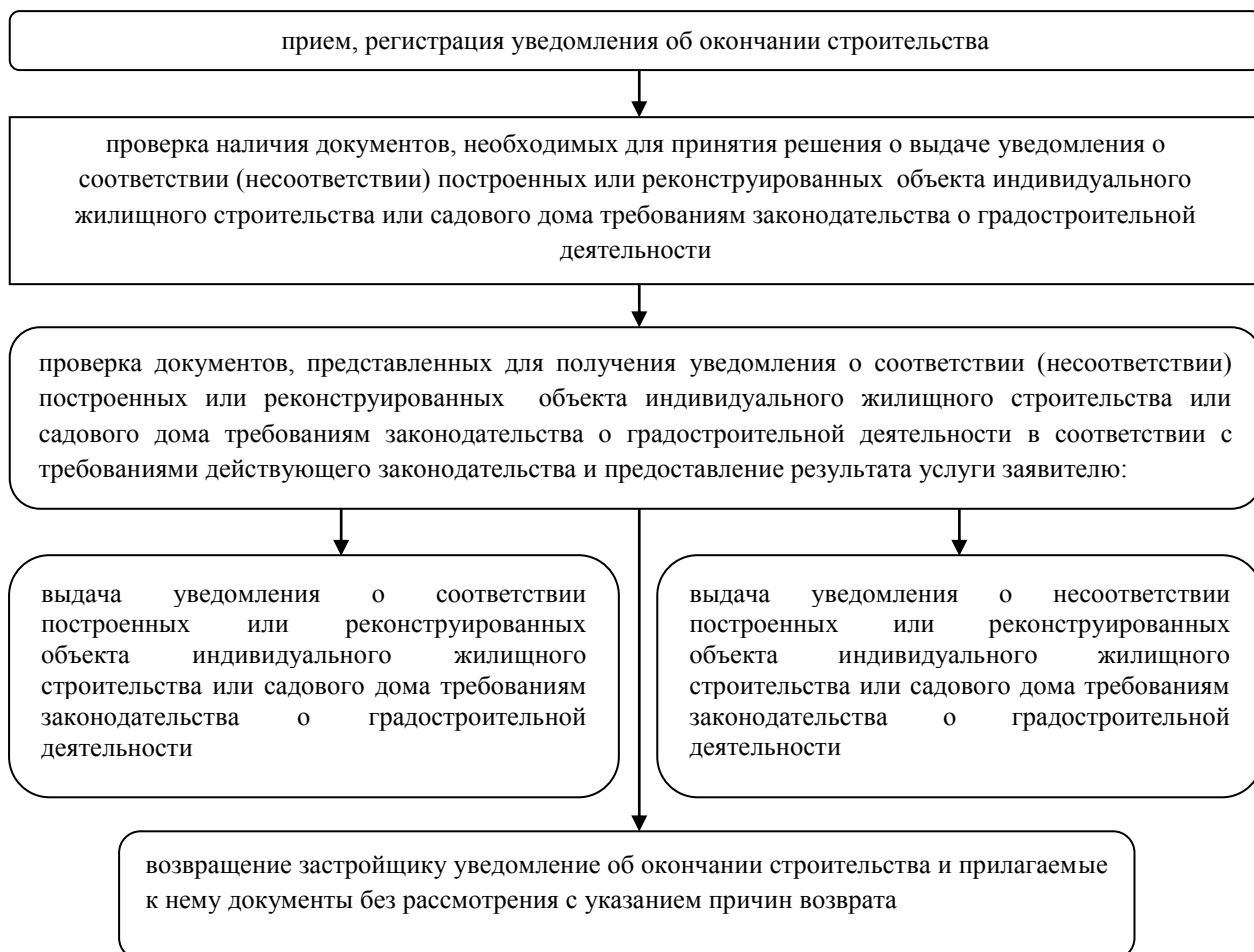 прием, регистрация уведомления об окончании строительства
проверка наличия документов, необходимых для принятия решения о выдаче уведомления о
соответствии (несоответствии) построенных или реконструированных объекта индивидуального
жилищного строительства или садового дома требованиям законодательства о градостроительной
деятельности
проверка документов, представленных для получения уведомления о соответствии (несоответствии)
построенных или реконструированных объекта индивидуального жилищного строительства или
садового дома требованиям законодательства о градостроительной деятельности в соответствии с
требованиями действующего законодательства и предоставление результата услуги заявителю:
выдача уведомления о соответствии
построенных или реконструированных
объекта индивидуального жилищного
строительства или садового дома требованиям
законодательства о градостроительной
деятельности
выдача уведомления о несоответствии
построенных или реконструированных
объекта индивидуального жилищного
строительства или садового дома требованиям
законодательства о градостроительной
деятельности
возвращение застройщику уведомление об окончании строительства и прилагаемые
к нему документы без рассмотрения с указанием причин возврата